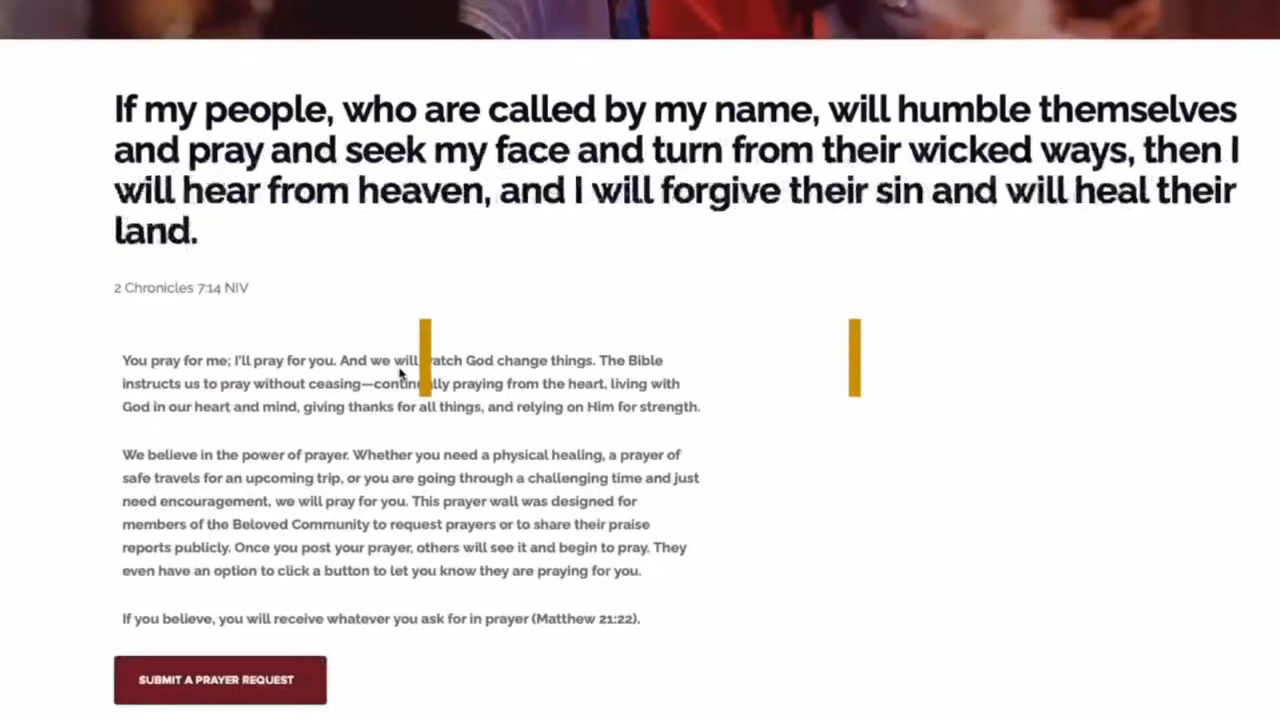 If my people, who are called by my name, will humble themselves
and pray and seek my face and turn from their wicked ways, then I
will hear from heaven, and I will forgive their sin and will heal their
land.
2 Chronicles 7:14 NIV
You pray for me; I'll pray for you. And we will watch God change things. The Bible
instructs us to pray without ceasing—continually praying from the heart, living with
God in our heart and mind, giving thanks for all things, and relying on Him for strength.
We believe in the power of prayer. Whether you need a physical healing, a prayer of
safe travels for an upcoming trip, or you are going through a challenging time and just
need encouragement, we will pray for you. This prayer wall was designed for
members of the Beloved Community to request prayers or to share their praise
reports publicly. Once you post your prayer, others will see it and begin to pray. They
even have an option to click a button to let you know they are praying for you.
If you believe, you will receive whatever you ask for in prayer (Matthew 21:22).
SUBMIT A PRAYER REQUEST